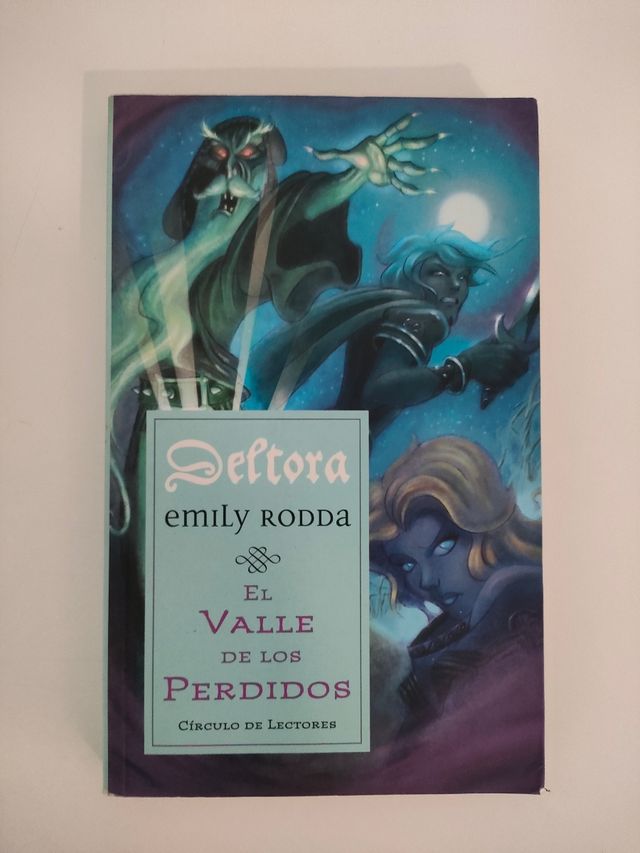 Deltora
emily rodda
El
Valle
de los
Perdidos
Círculo de Lectores